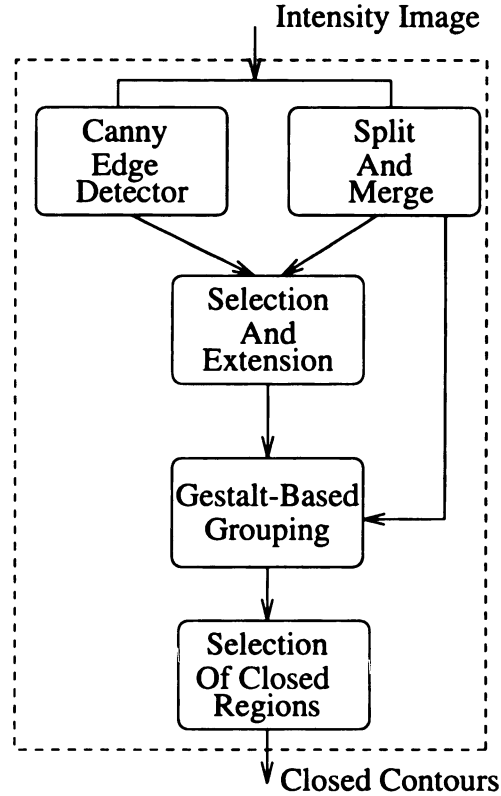 Intensity Image
Canny
Edge
Detector
Split
And
Merge
Selection
And
Extension
Gestalt-Based
Grouping
Selection
Of Closed
Regions
Closed Contours